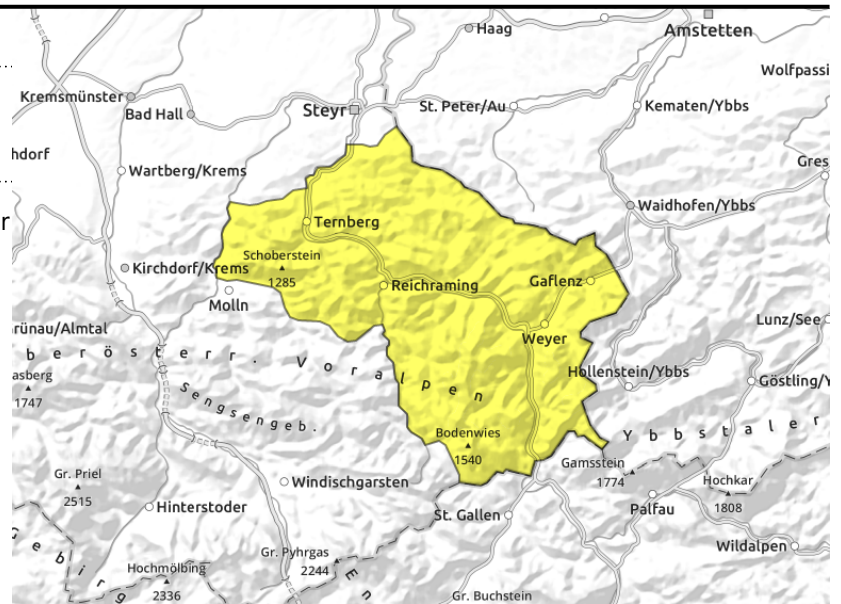 Haag
Amstetten
Wolfpassi
Kremsmünster
Bad Hall
Steyr
St. Peter/Au
Kematen/Ybbs
hdorf
Wartberg/Krems
Gres
Waidhofen/Ybbs
r
Ternberg
Schoberstein
1285
Kirchdorf/Krems
Molln
Reichraming
Gaflenz
Weyer
Lunz/See
rünau/Almtal
berösterr. Voralpen
Hollenstein/Ybbs
Göstling/Y
asberg
1747
Sengsengeb.
Ybbstaler
Bodenwies
1540
Gamsstein
1774
Hochkar
1808
Gr. Priel
2515
Windischgarsten
Hinterstoder
St. Gallen
Palfau
Wildalpen
Gebirg
Hochmölbing
2336
Gr. Pyhrgas
2244
En
Gr. Buchstein